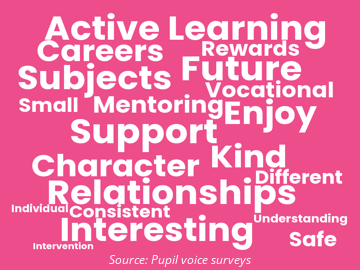 Active Learning
Careers Rewards
Subjects Future
Vocational
Small Mentoring Enjoy
Support
Kind
Character
Different
Relationships
Individual Consistent
Understanding
Interesting
Safe
Intervention
Source: Pupil voice surveys